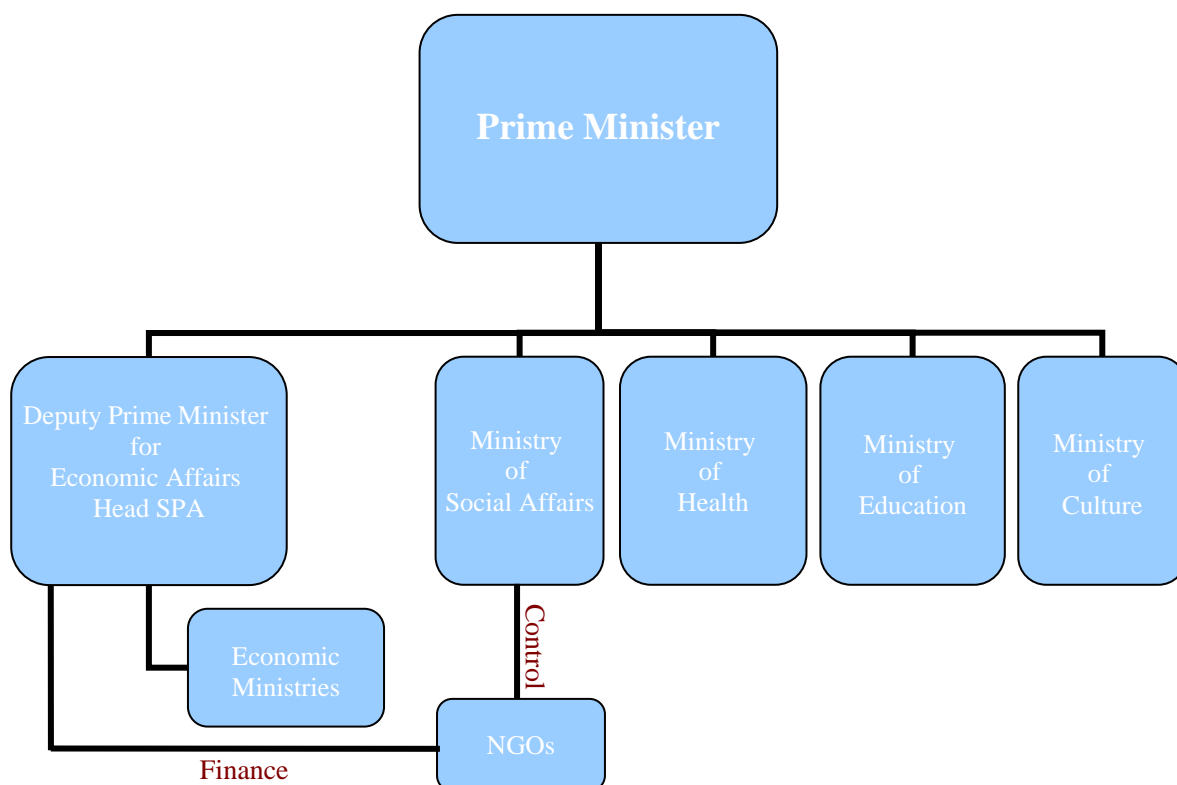 Prime Minister
Deputy Prime Minister
for
Economic Affairs
Head SPA
Ministry
of
Social Affairs
Ministry
of
Health
Ministry
of
Education
Ministry
of
Culture
Control
Economic
Ministries
NGOs
Finance